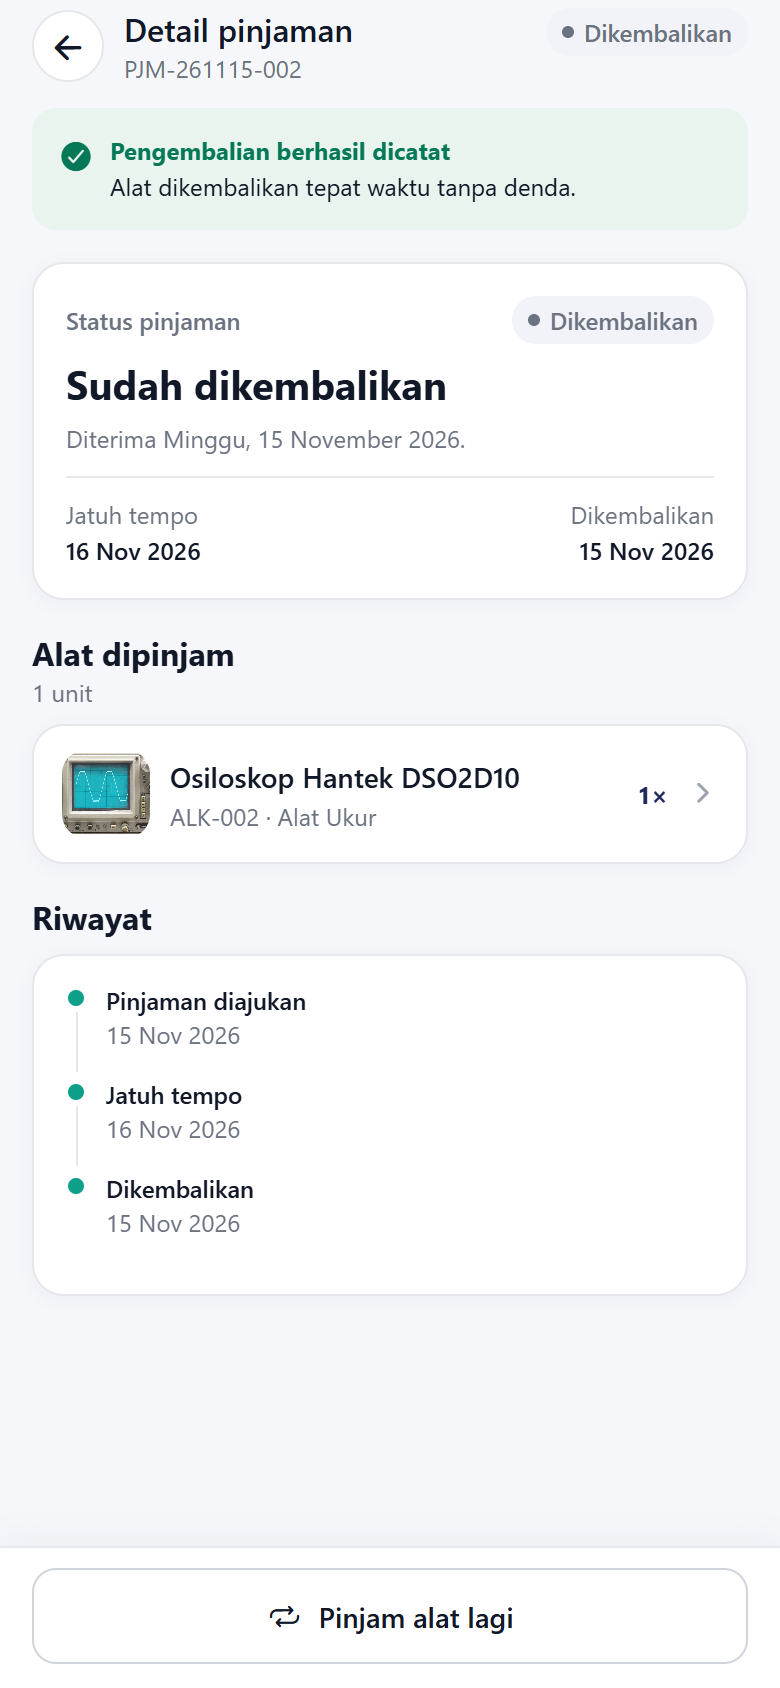 Detail pinjaman
PJM-261115-002
Dikembalikan
Pengembalian berhasil dicatat
Alat dikembalikan tepat waktu tanpa denda.
Status pinjaman
Dikembalikan
Sudah dikembalikan
Diterima Minggu, 15 November 2026.
Jatuh tempo
16 Nov 2026
Dikembalikan
15 Nov 2026
Alat dipinjam
1 unit
Osiloskop Hantek DSO2D10
ALK-002 · Alat Ukur
1×
Riwayat
Pinjaman diajukan
15 Nov 2026
Jatuh tempo
16 Nov 2026
Dikembalikan
15 Nov 2026
Pinjam alat lagi